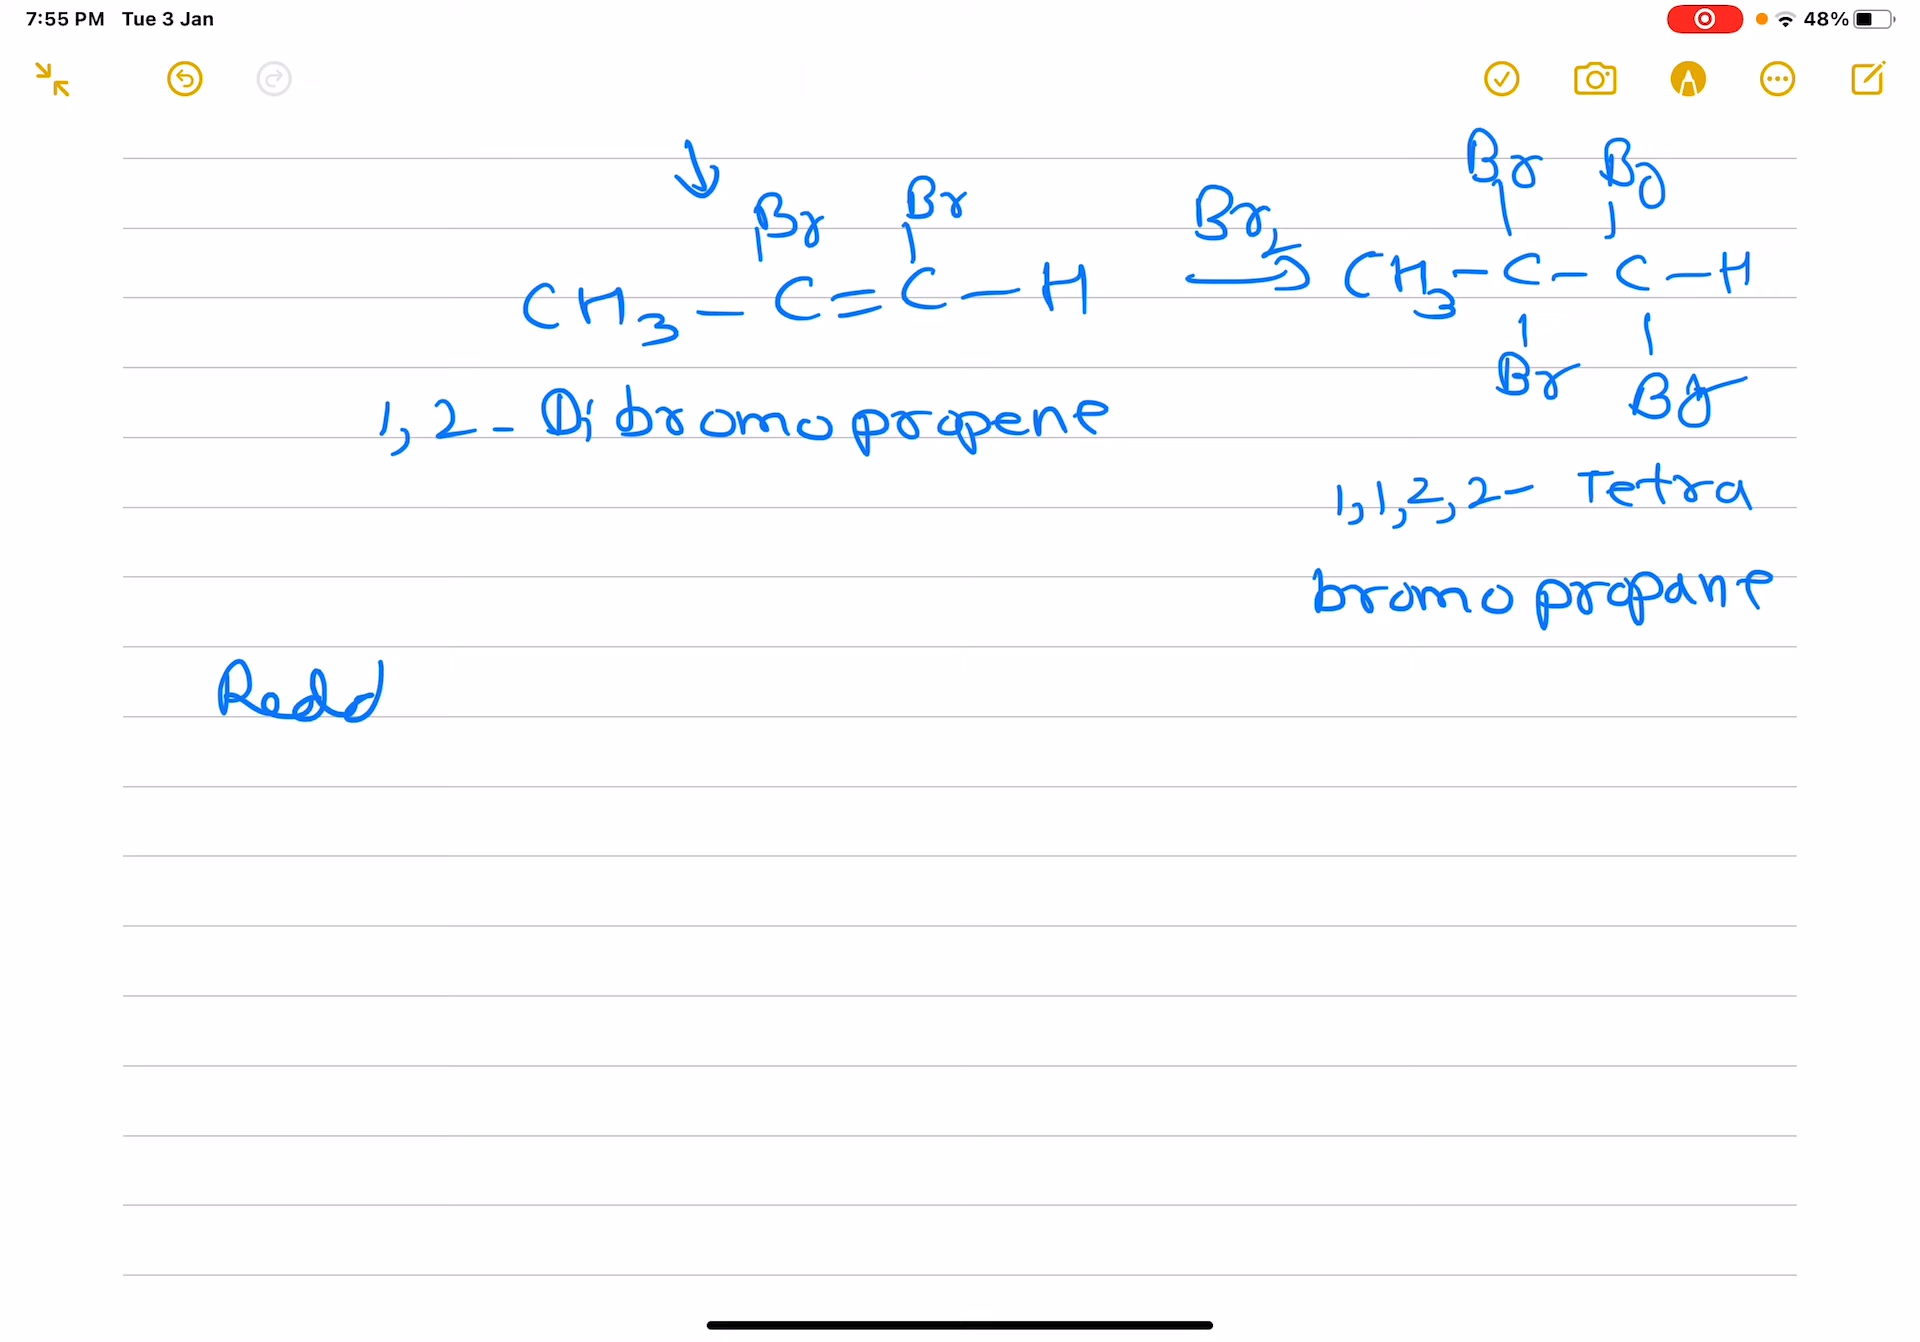 7:55 PM Tue 3 Jan 48%
Br Br
Br Br Br2
CH3 - C = C - H CH3 - C - C - H
Br Br
1,2 - Dibromopropene
1,1,2,2 - Tetra
bromopropane